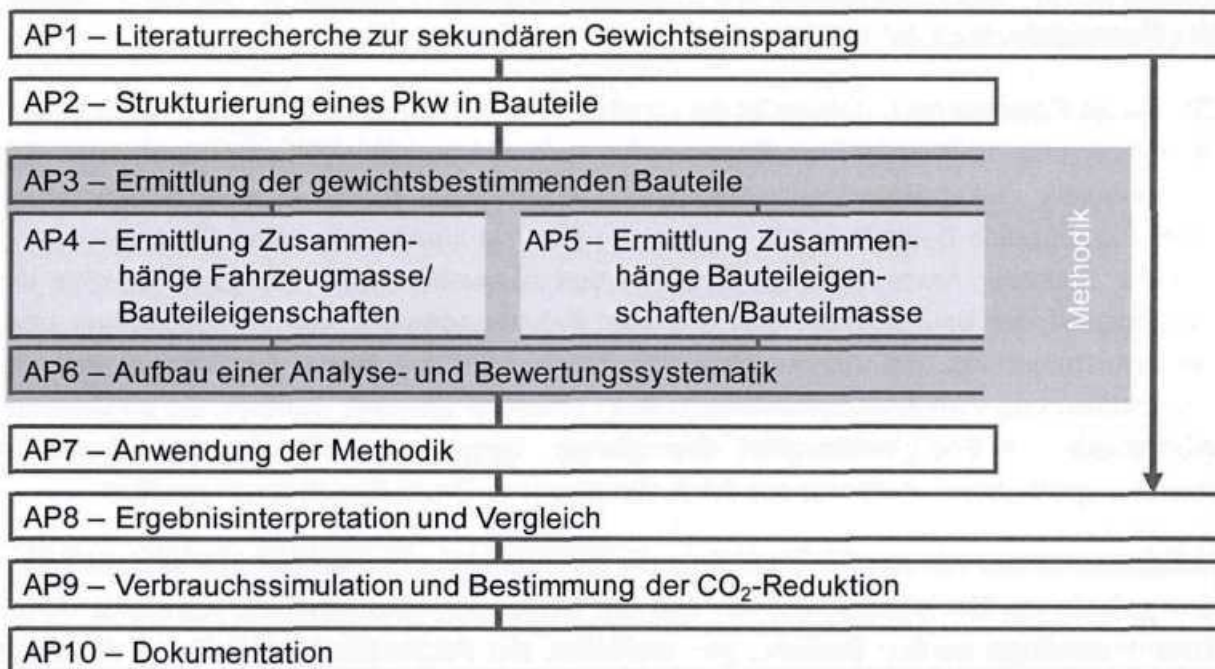 AP1 – Literaturrecherche zur sekundären Gewichtseinsparung
AP2 – Strukturierung eines Pkw in Bauteile
AP3 – Ermittlung der gewichtsbestimmenden Bauteile
AP4 – Ermittlung Zusammen-
hänge Fahrzeugmasse/
Bauteileigenschaften
AP5 – Ermittlung Zusammen-
hänge Bauteileigen-
schaften/Bauteilmasse
Methodik
AP6 – Aufbau einer Analyse- und Bewertungssystematik
AP7 – Anwendung der Methodik
AP8 – Ergebnisinterpretation und Vergleich
AP9 – Verbrauchssimulation und Bestimmung der CO₂-Reduktion
AP10 – Dokumentation